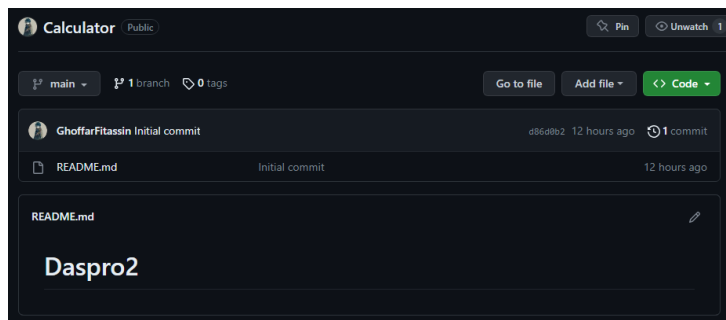 Calculator Public Pin Unwatch 1
main 1 branch 0 tags Go to file Add file <> Code
GhoffarFitassin Initial commit d86d0b2 12 hours ago 1 commit
README.md Initial commit 12 hours ago
README.md
Daspro2